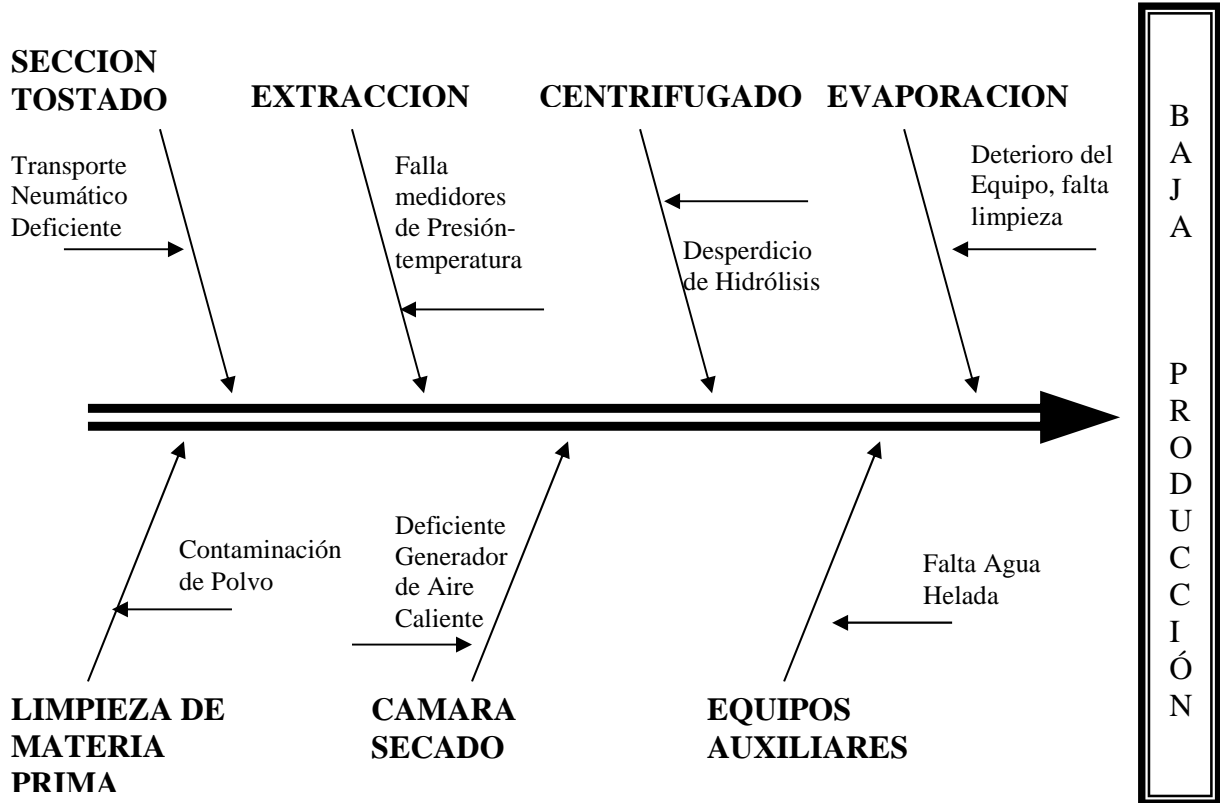 SECCION
TOSTADO
EXTRACCION
CENTRIFUGADO
EVAPORACION
Transporte
Neumático
Deficiente
Falla
medidores
de Presión-
temperatura
Desperdicio
de Hidrólisis
Deterioro del
Equipo, falta
limpieza
Contaminación
de Polvo
Deficiente
Generador
de Aire
Caliente
Falta Agua
Helada
LIMPIEZA DE
MATERIA
PRIMA
CAMARA
SECADO
EQUIPOS
AUXILIARES
BAJA
PRODUCCIÓN